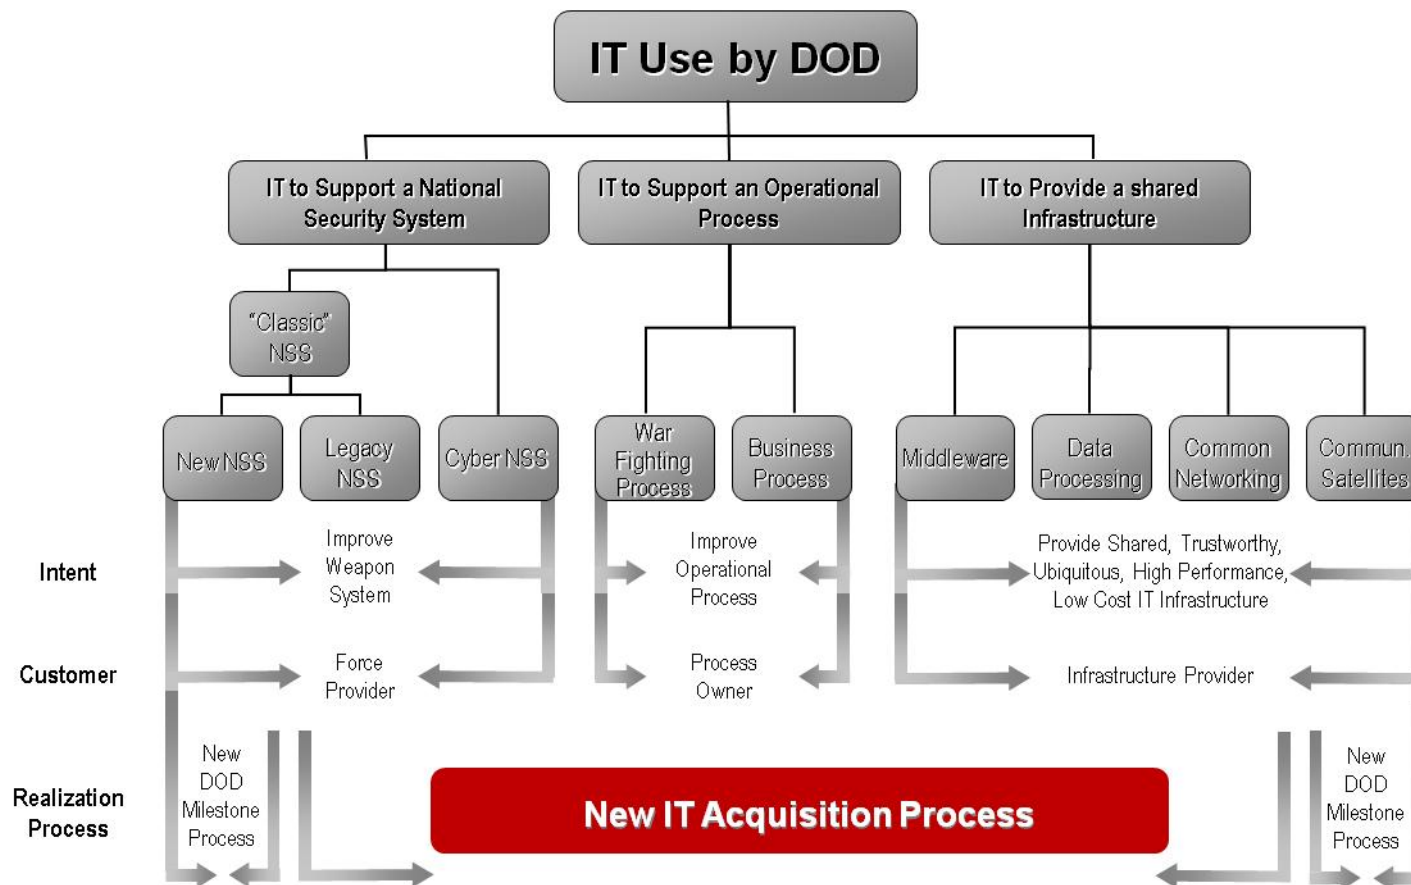 IT Use by DOD
IT to Support a National
Security System
IT to Support an Operational
Process
IT to Provide a shared
Infrastructure
“Classic”
NSS
New NSS
Legacy
NSS
Cyber NSS
War
Fighting
Process
Business
Process
Middleware
Data
Processing
Common
Networking
Commun.
Satellites
Intent
Improve
Weapon
System
Improve
Operational
Process
Provide Shared, Trustworthy,
Ubiquitous, High Performance,
Low Cost IT Infrastructure
Customer
Force
Provider
Process
Owner
Infrastructure Provider
Realization
Process
New
DOD
Milestone
Process
New IT Acquisition Process
New
DOD
Milestone
Process